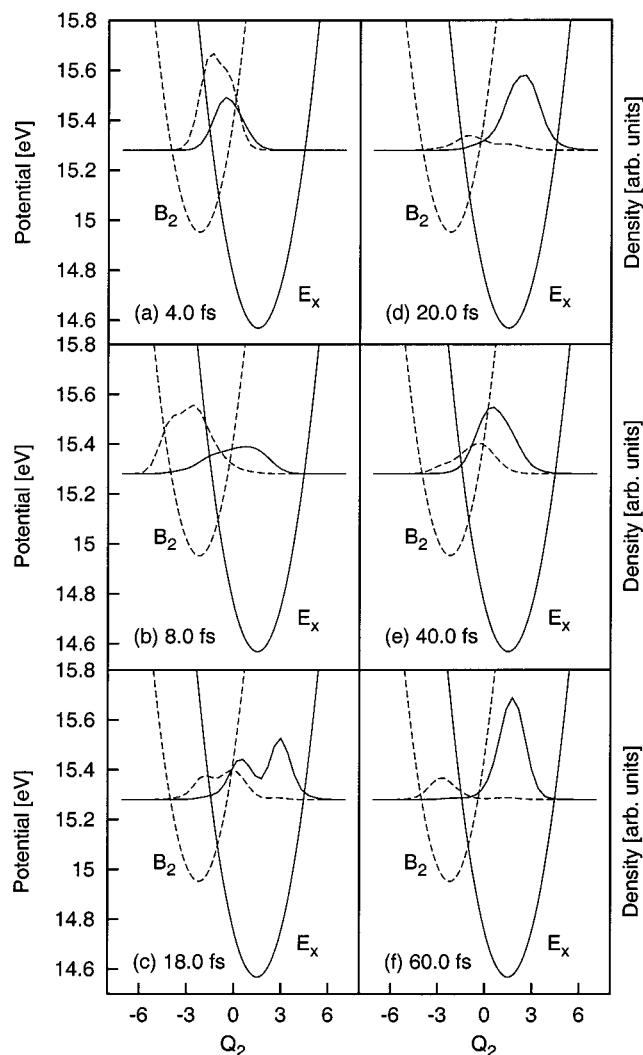 15.8
15.6
15.4
15.2
15
14.8
14.6
Potential [eV]
B2
Ex
(a) 4.0 fs
B2
Ex
(d) 20.0 fs
Density [arb. units]
15.8
15.6
15.4
15.2
15
14.8
14.6
Potential [eV]
B2
Ex
(b) 8.0 fs
B2
Ex
(e) 40.0 fs
Density [arb. units]
15.8
15.6
15.4
15.2
15
14.8
14.6
Potential [eV]
B2
Ex
(c) 18.0 fs
B2
Ex
(f) 60.0 fs
Density [arb. units]
-6 -3 0 3 6
-6 -3 0 3 6
Q2
Q2